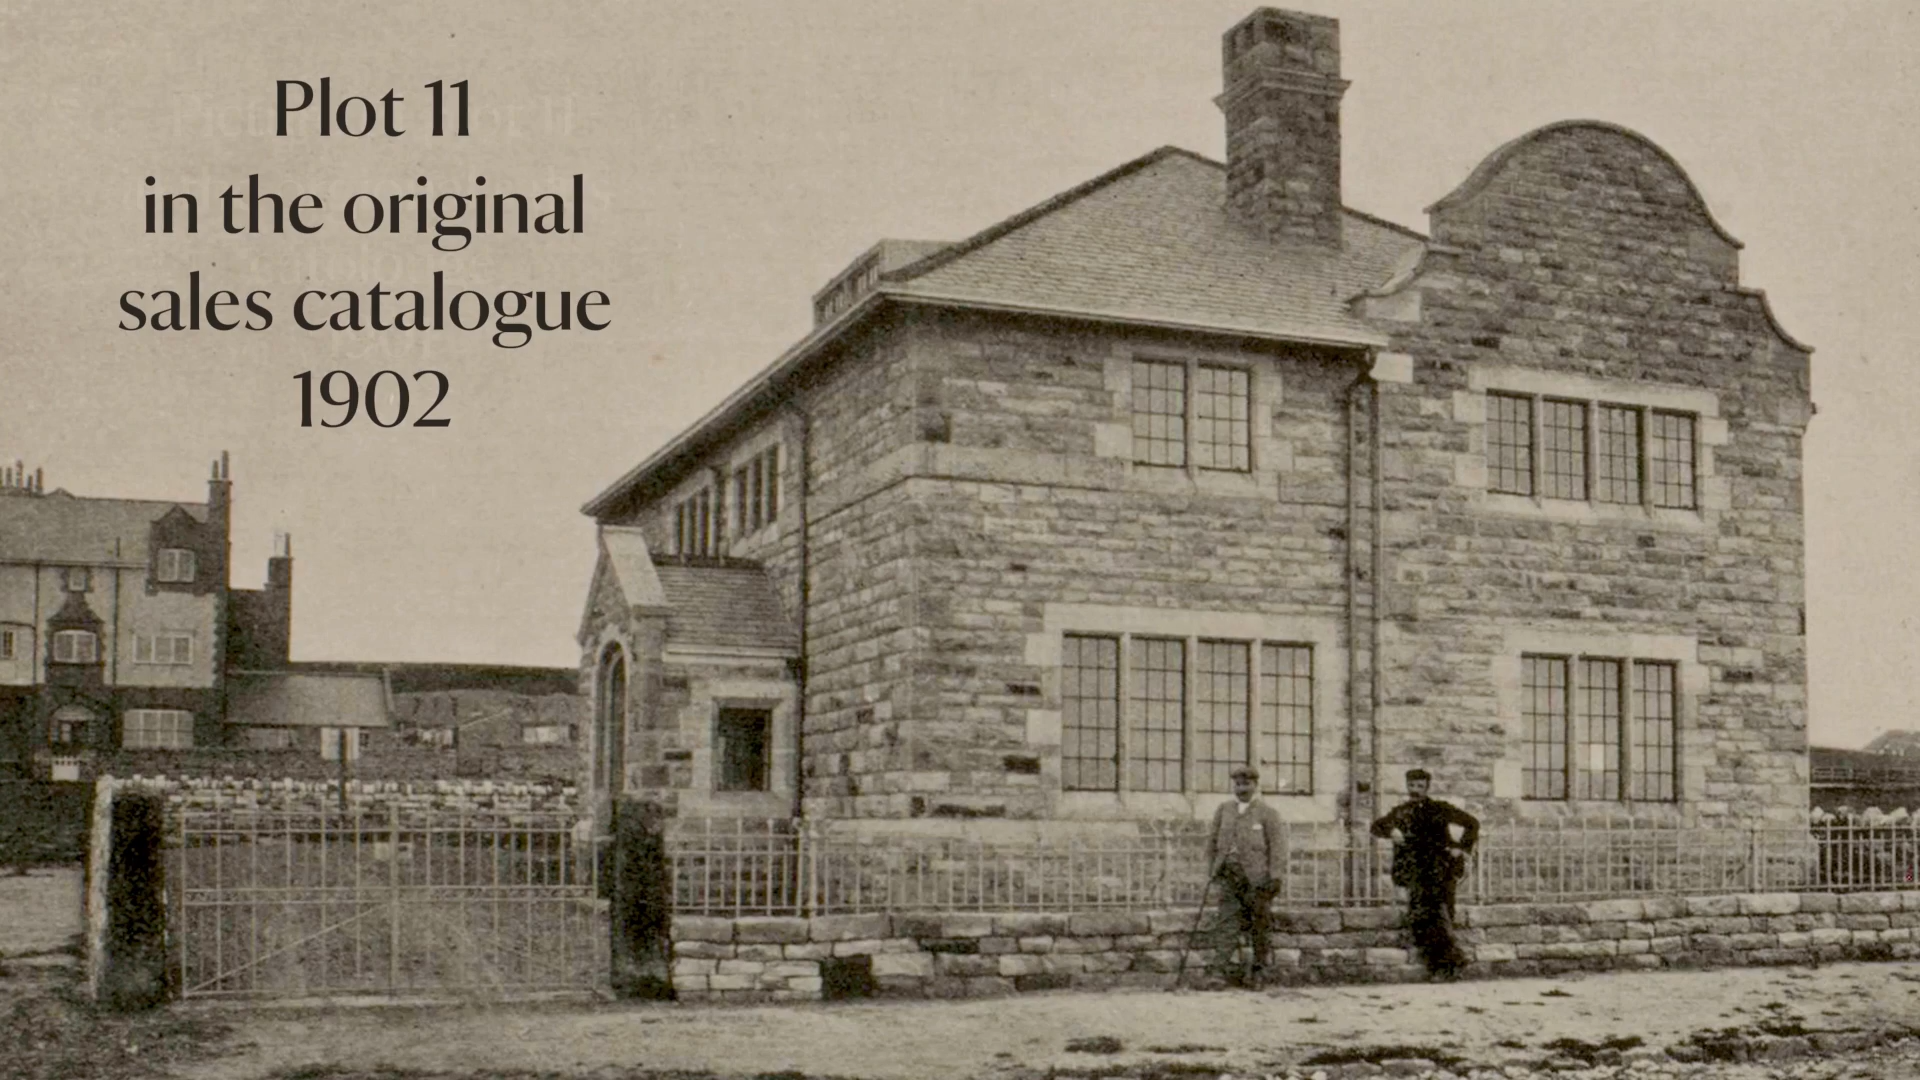 Plot 11
in the original
sales catalogue
1902